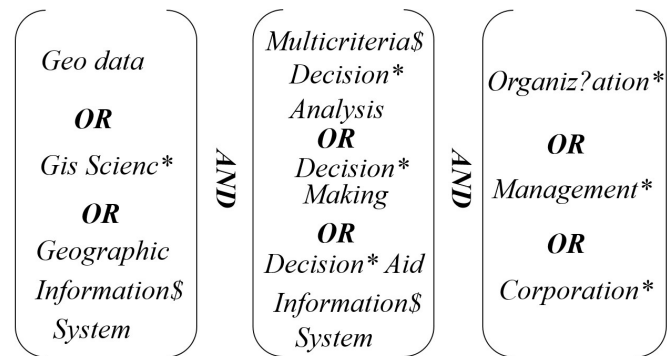 Geo data
OR
Gis Scienc*
OR
Geographic
Information$
System
AND
Multicriteria$
Decision*
Analysis
OR
Decision*
Making
OR
Decision* Aid
Information$
System
AND
Organiz?ation*
OR
Management*
OR
Corporation*